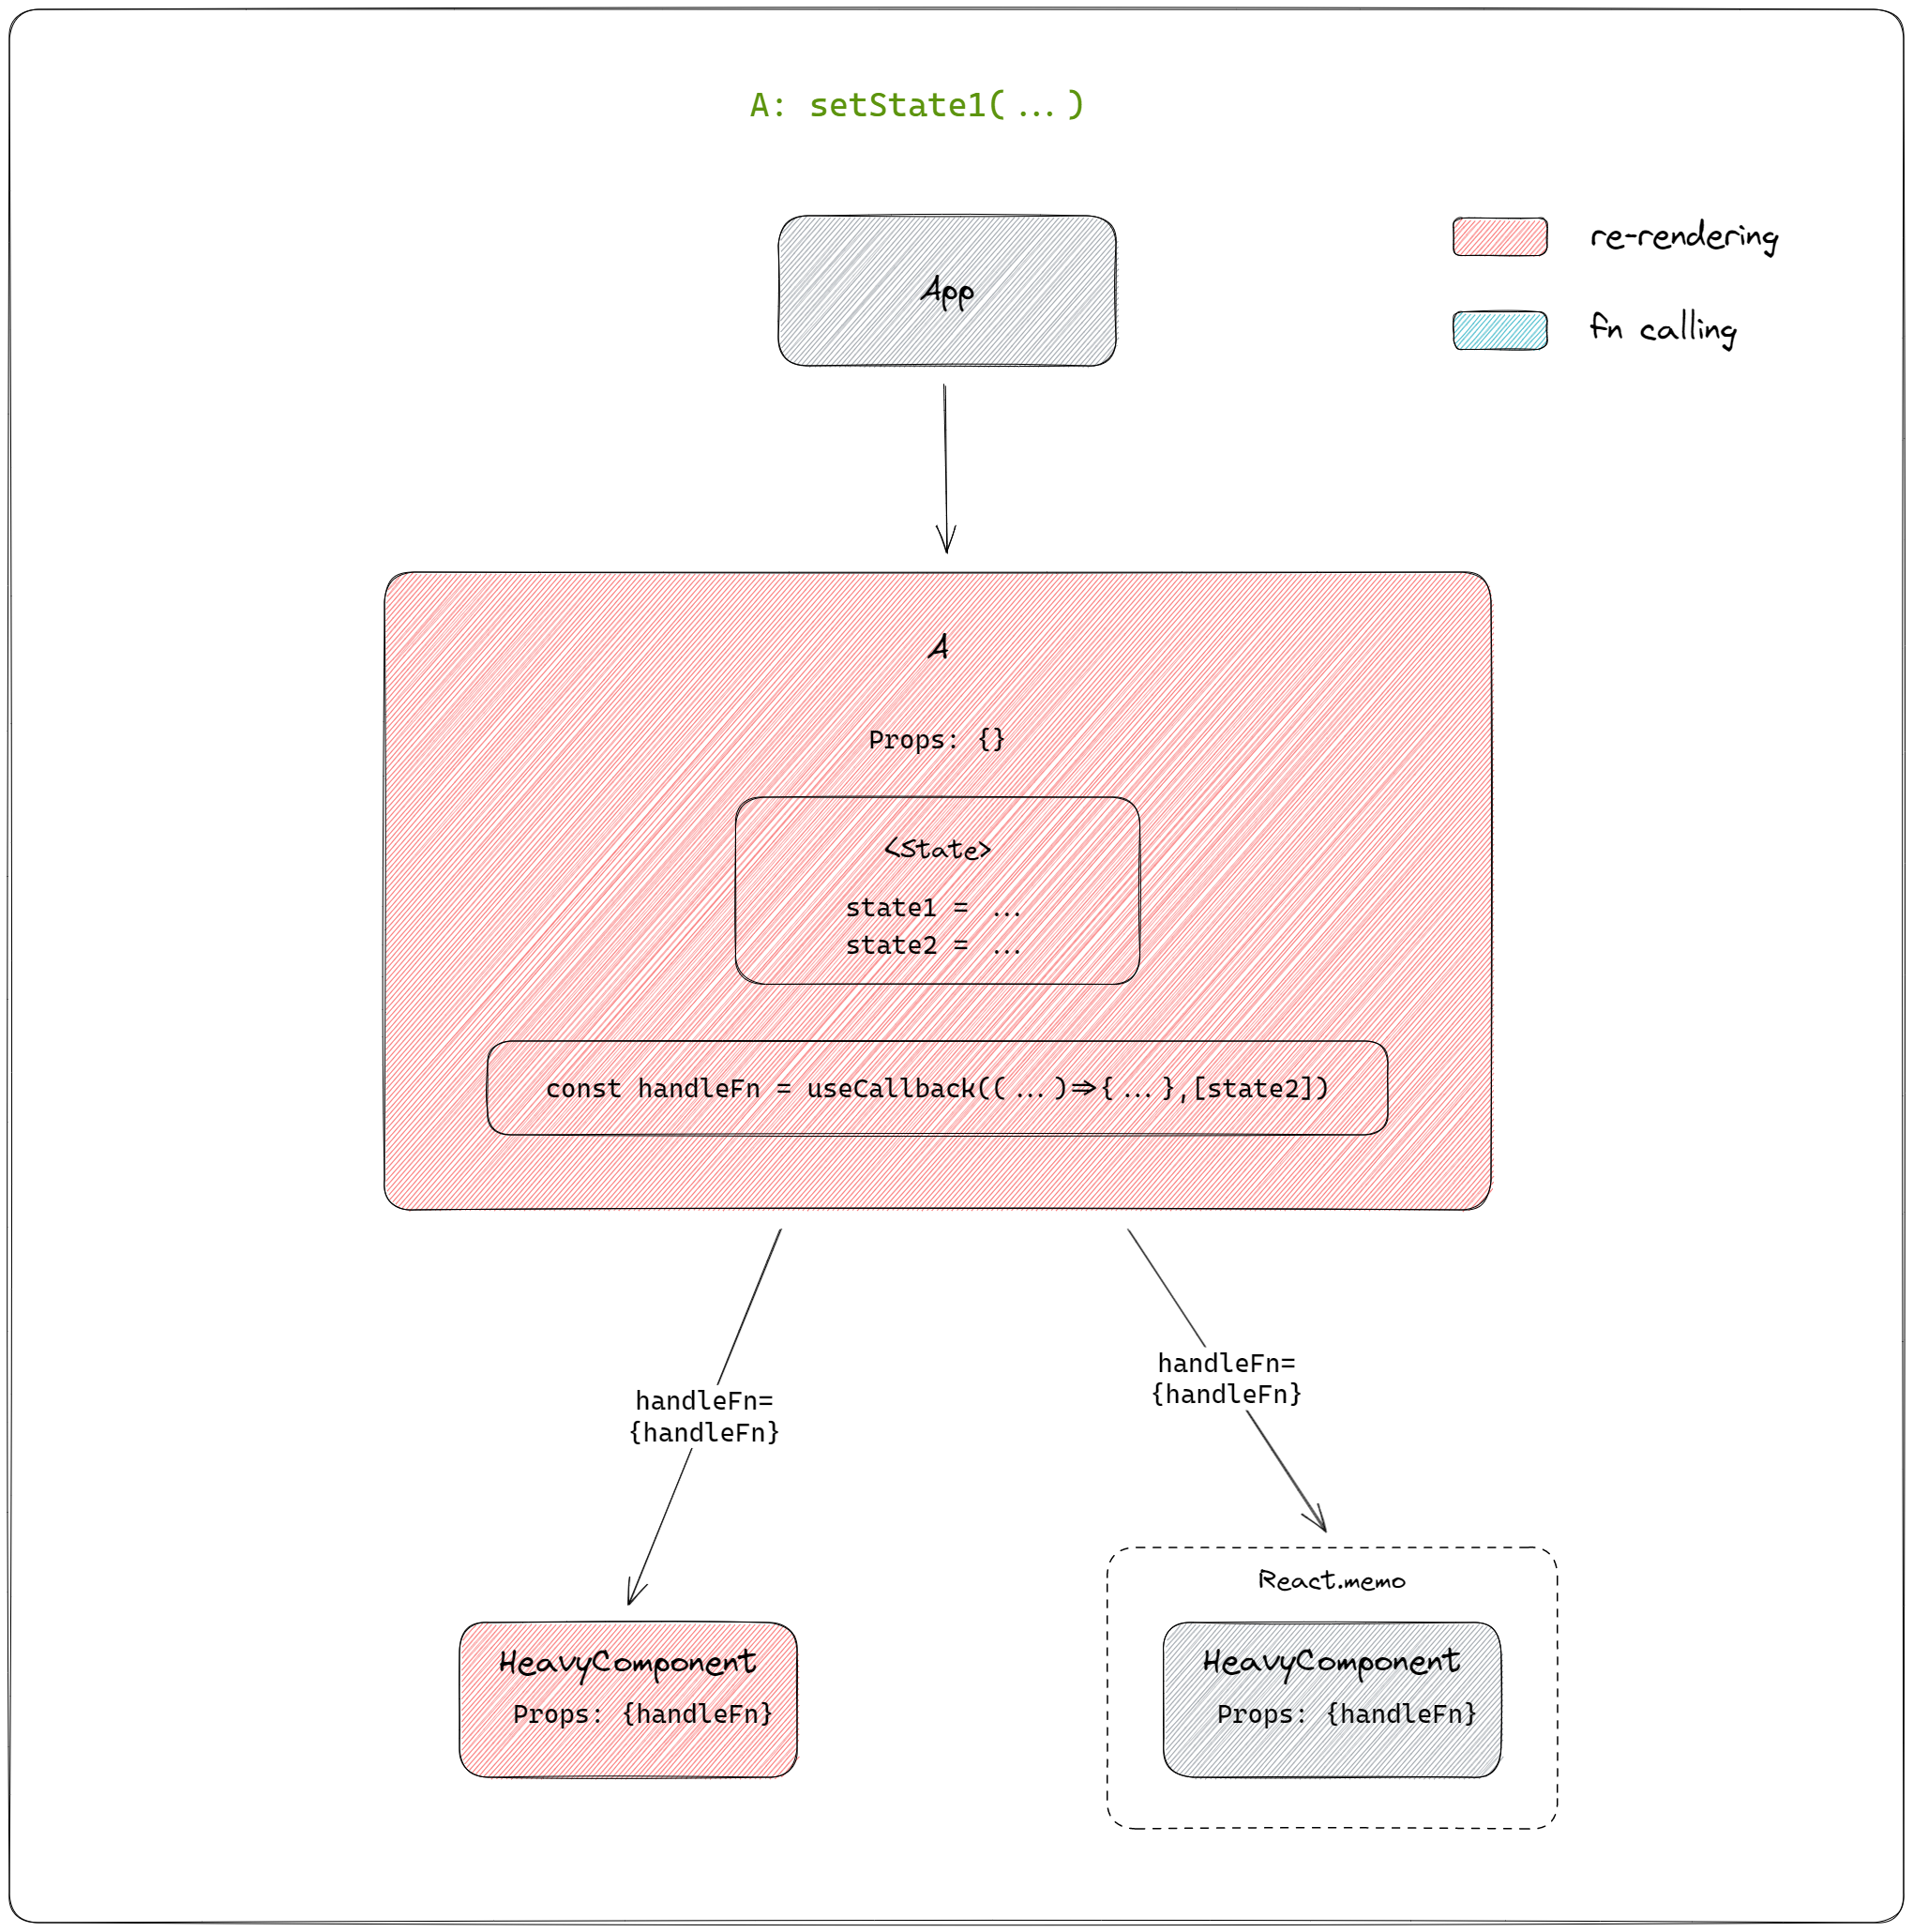 A: setState1(...)
App
re-rendering
fn calling
A
Props: {}
<State>
state1 = ...
state2 = ...
const handleFn = useCallback((...)⇒{...},[state2])
handleFn=
{handleFn}
handleFn=
{handleFn}
HeavyComponent
Props: {handleFn}
React.memo
HeavyComponent
Props: {handleFn}